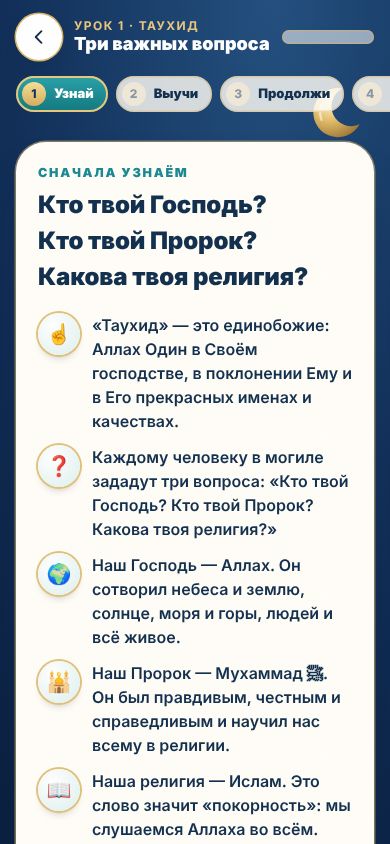 УРОК 1 · ТАУХИД
Три важных вопроса
1 Узнай
2 Выучи
3 Продолжи
4
СНАЧАЛА УЗНАЁМ
Кто твой Господь?
Кто твой Пророк?
Какова твоя религия?
«Таухид» — это единобожие:
Аллах Один в Своём
господстве, в поклонении Ему и
в Его прекрасных именах и
качествах.
Каждому человеку в могиле
зададут три вопроса: «Кто твой
Господь? Кто твой Пророк?
Какова твоя религия?»
Наш Господь — Аллах. Он
сотворил небеса и землю,
солнце, моря и горы, людей и
всё живое.
Наш Пророк — Мухаммад ﷺ.
Он был правдивым, честным и
справедливым и научил нас
всему в религии.
Наша религия — Ислам. Это
слово значит «покорность»: мы
слушаемся Аллаха во всём.